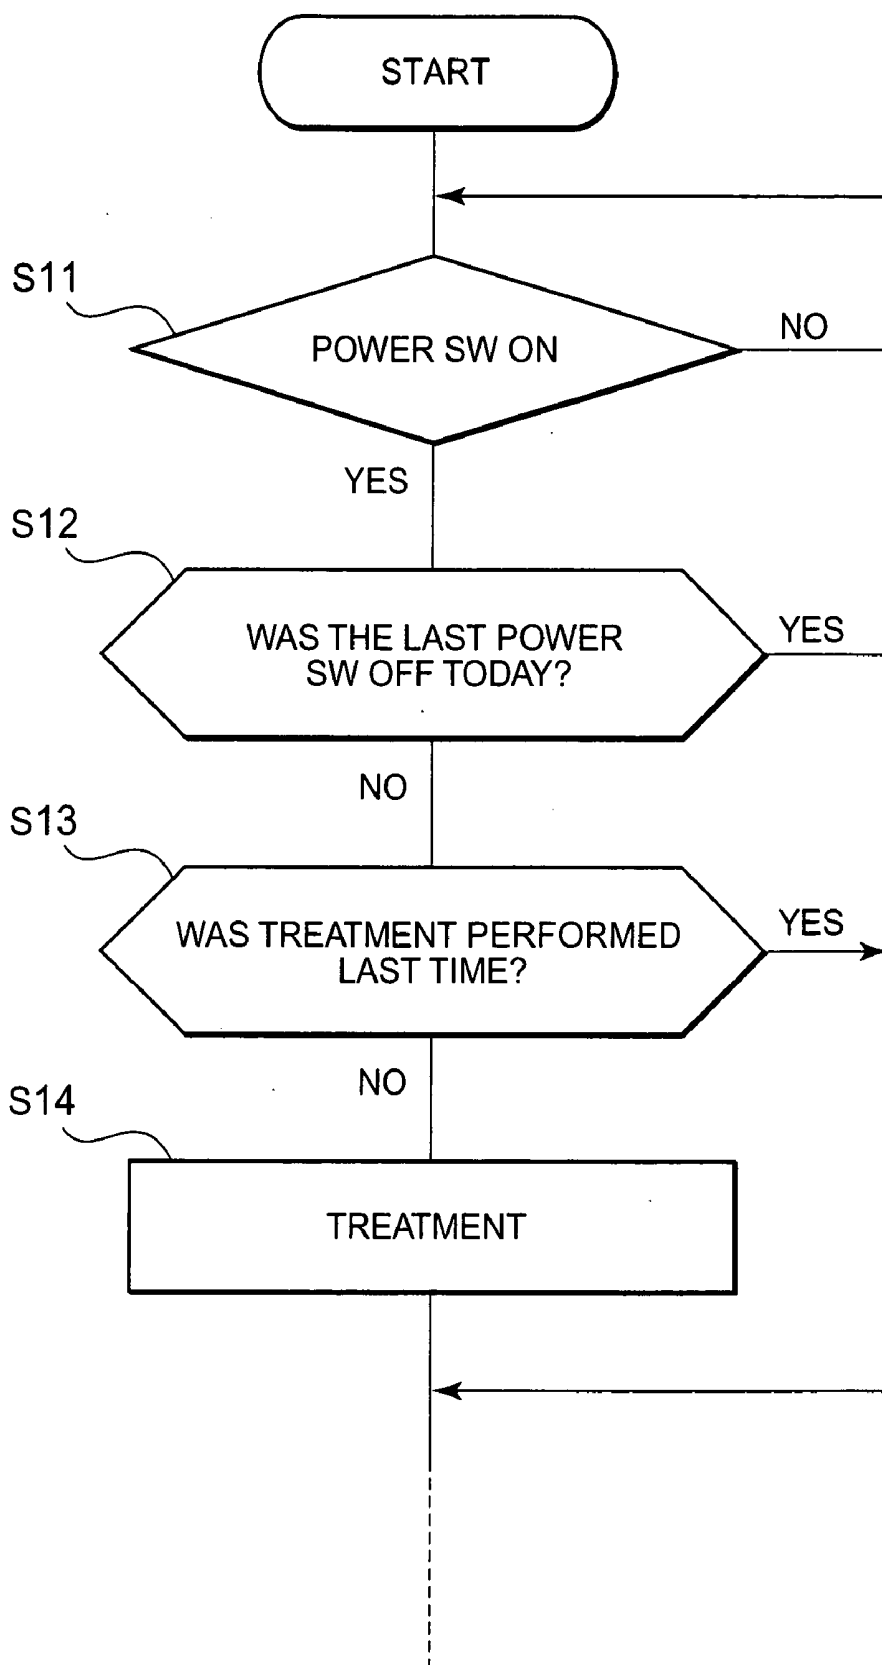 START
S11
POWER SW ON
NO
YES
S12
WAS THE LAST POWER
SW OFF TODAY?
YES
NO
S13
WAS TREATMENT PERFORMED
LAST TIME?
YES
NO
S14
TREATMENT